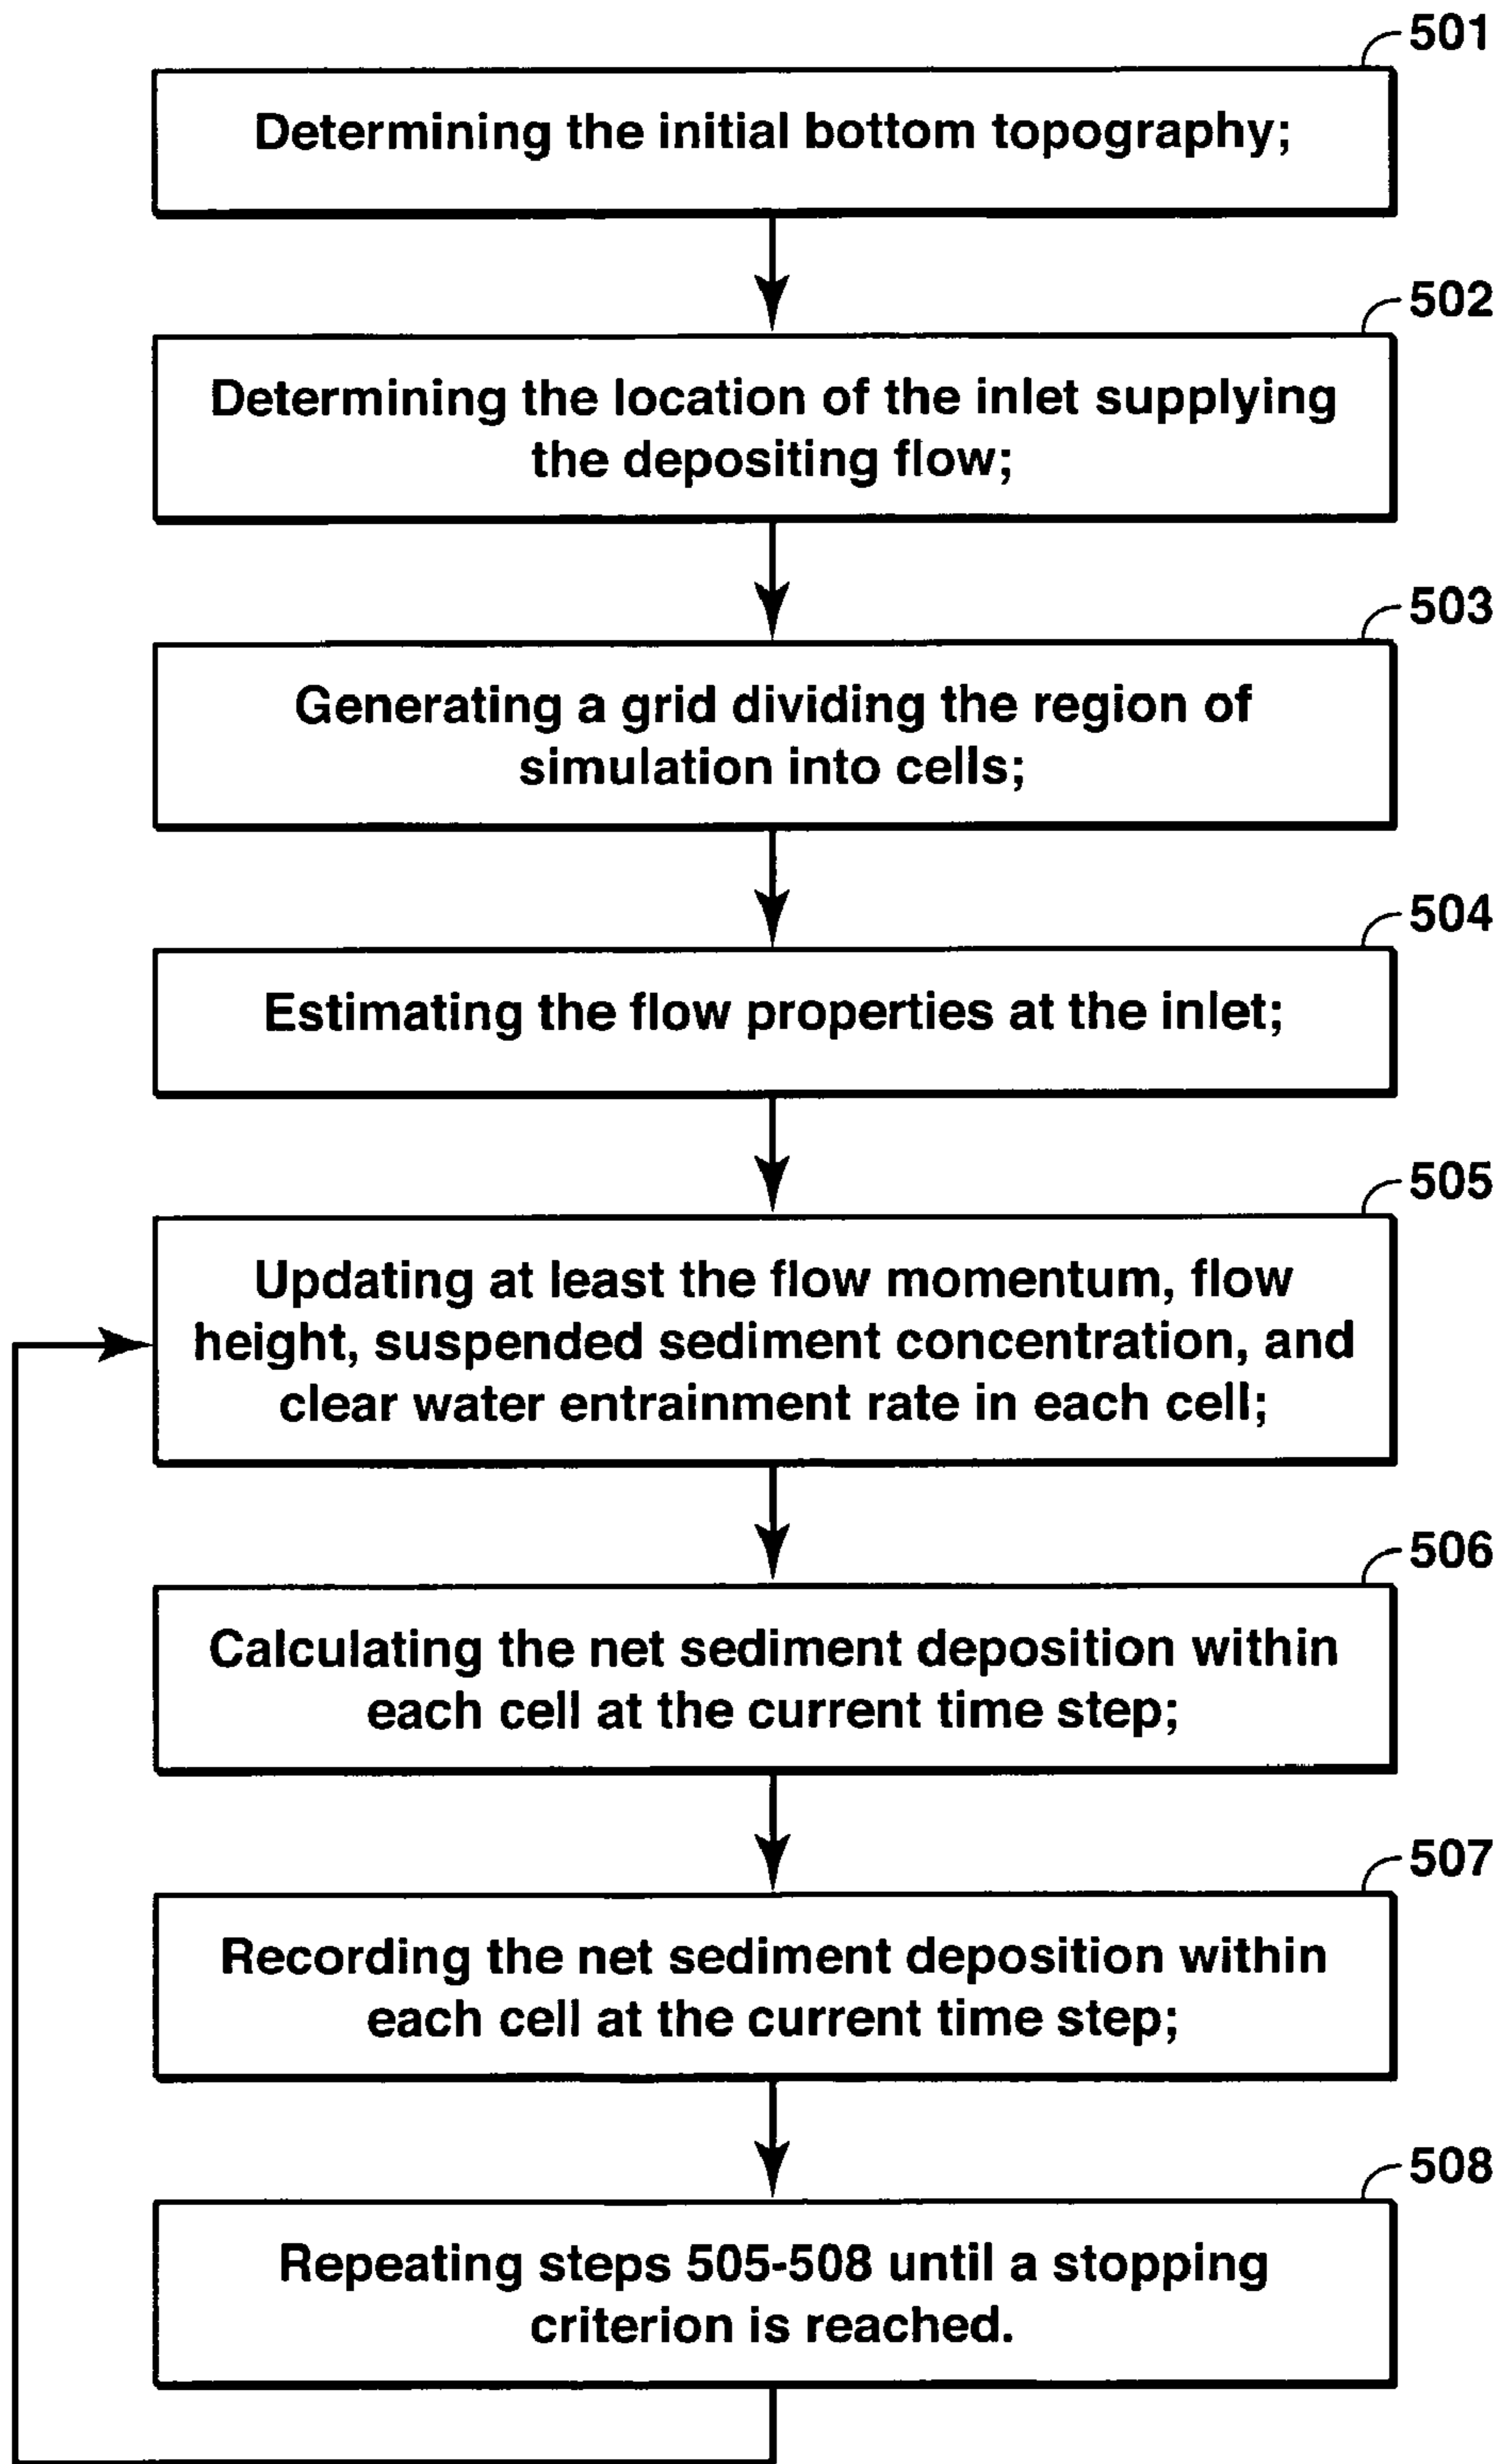 501
Determining the initial bottom topography;
502
Determining the location of the inlet supplying
the depositing flow;
503
Generating a grid dividing the region of
simulation into cells;
504
Estimating the flow properties at the inlet;
505
Updating at least the flow momentum, flow
height, suspended sediment concentration, and
clear water entrainment rate in each cell;
506
Calculating the net sediment deposition within
each cell at the current time step;
507
Recording the net sediment deposition within
each cell at the current time step;
508
Repeating steps 505-508 until a stopping
criterion is reached.